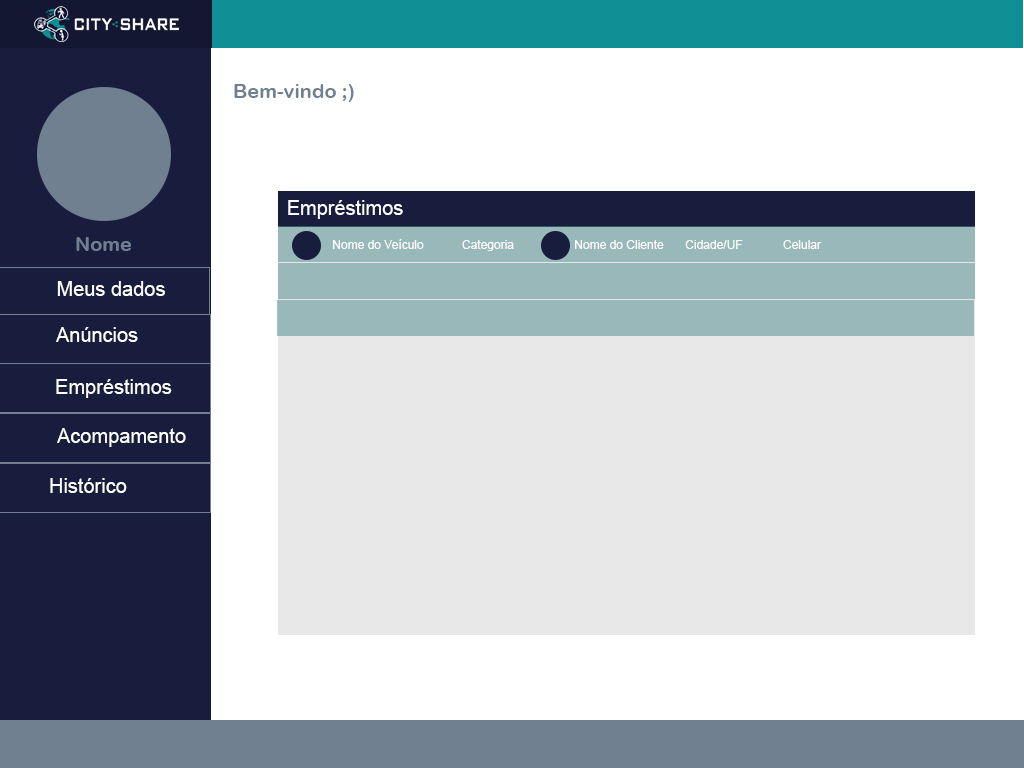 CITY SHARE
Bem-vindo ;)
Nome
Meus dados
Anúncios
Empréstimos
Acompamento
Histórico
Empréstimos
Nome do Veículo Categoria Nome do Cliente Cidade/UF Celular